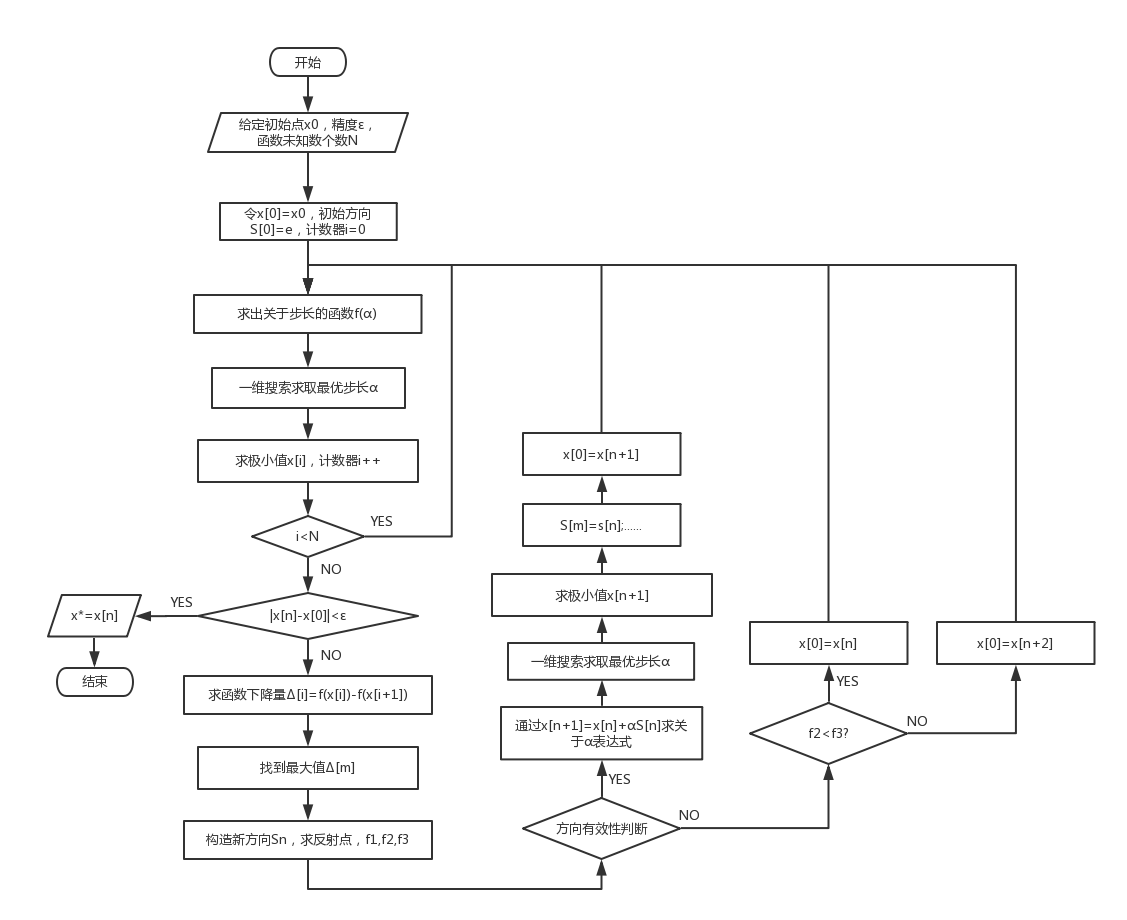 开始
给定初始点x0，精度ε，
函数未知数个数N
令x[0]=x0，初始方向
S[0]=e，计数器i=0
求出关于步长的函数f(α)
一维搜索求取最优步长α
求极小值x[i]，计数器i++
i<N
YES
NO
|x[n]-x[0]|<ε
YES
x*=x[n]
结束
NO
求函数下降量Δ[i]=f(x[i])-f(x[i+1])
找到最大值Δ[m]
构造新方向Sn，求反射点，f1,f2,f3
方向有效性判断
YES
通过x[n+1]=x[n]+αS[n]求关
于α表达式
一维搜索求取最优步长α
求极小值x[n+1]
S[m]=s[n];......
x[0]=x[n+1]
NO
f2<f3?
YES
x[0]=x[n]
NO
x[0]=x[n+2]